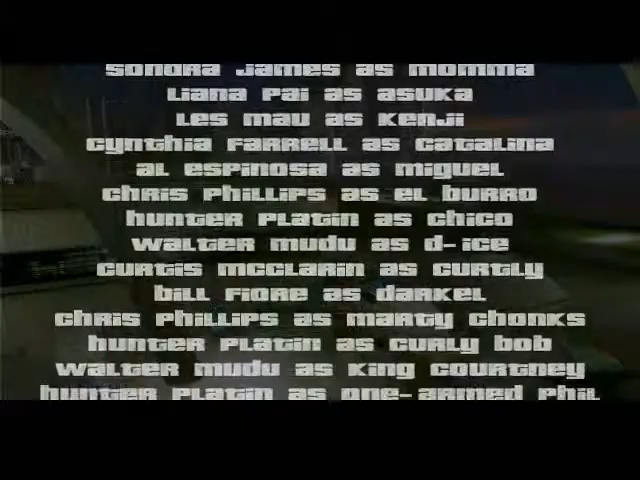 sonora james as momma
Liana Pai as asuka
Les mau as Kenji
cynthia Farrell as catalina
al espinosa as miguel
chris Phillips as el Burro
hunter Platin as chico
walter mudu as d-ice
curtis mcclarin as curtly
Bill Fiore as darkel
chris Phillips as marty chonks
hunter Platin as curly bob
walter mudu as King courtney
hunter Platin as one-armed Phil